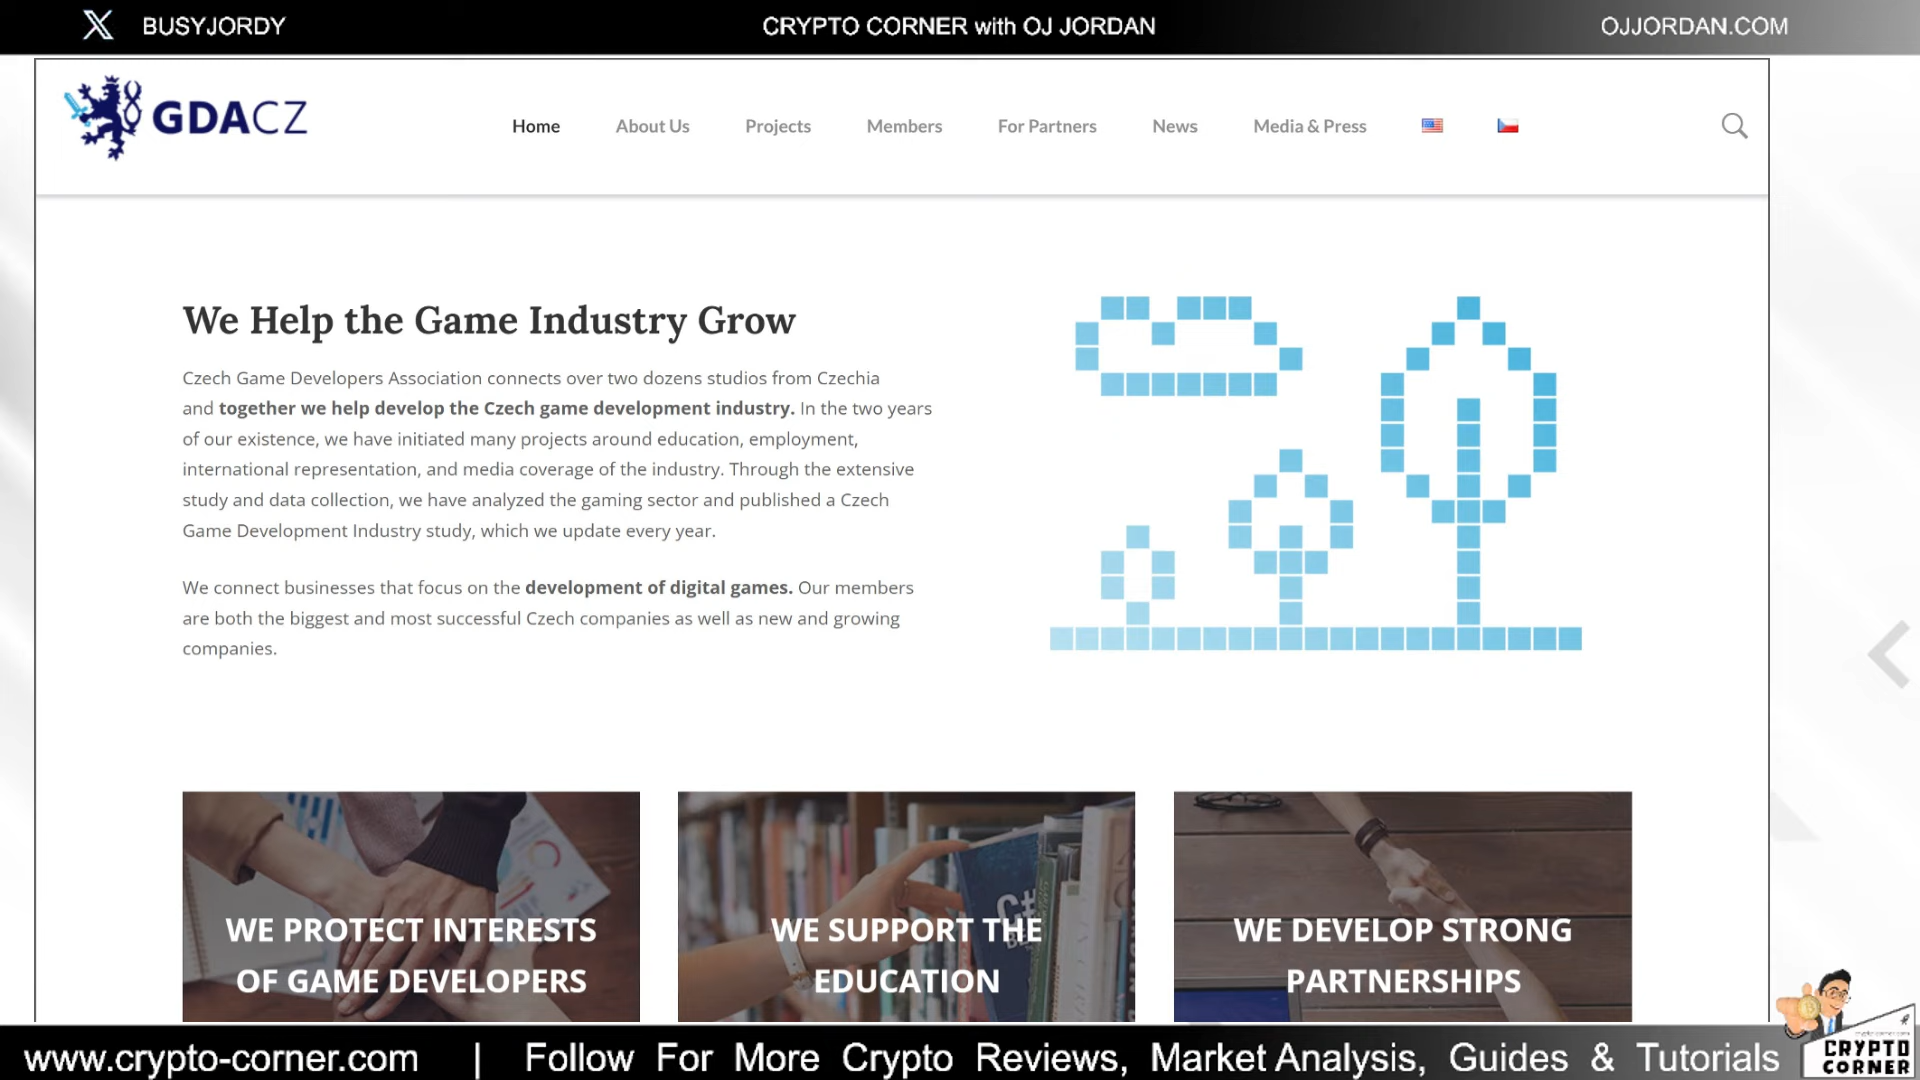 X BUSYJORDY
CRYPTO CORNER with OJ JORDAN
OJJORDAN.COM
GDACZ
Home
About Us
Projects
Members
For Partners
News
Media & Press
We Help the Game Industry Grow
Czech Game Developers Association connects over two dozens studios from Czechia
and together we help develop the Czech game development industry. In the two years
of our existence, we have initiated many projects around education, employment,
international representation, and media coverage of the industry. Through the extensive
study and data collection, we have analyzed the gaming sector and published a Czech
Game Development Industry study, which we update every year.
We connect businesses that focus on the development of digital games. Our members
are both the biggest and most successful Czech companies as well as new and growing
companies.
WE PROTECT INTERESTS
OF GAME DEVELOPERS
C#
WE SUPPORT THE
EDUCATION
WE DEVELOP STRONG
PARTNERSHIPS
www.crypto-corner.com | Follow For More Crypto Reviews, Market Analysis, Guides & Tutorials
CRYPTO
CORNER